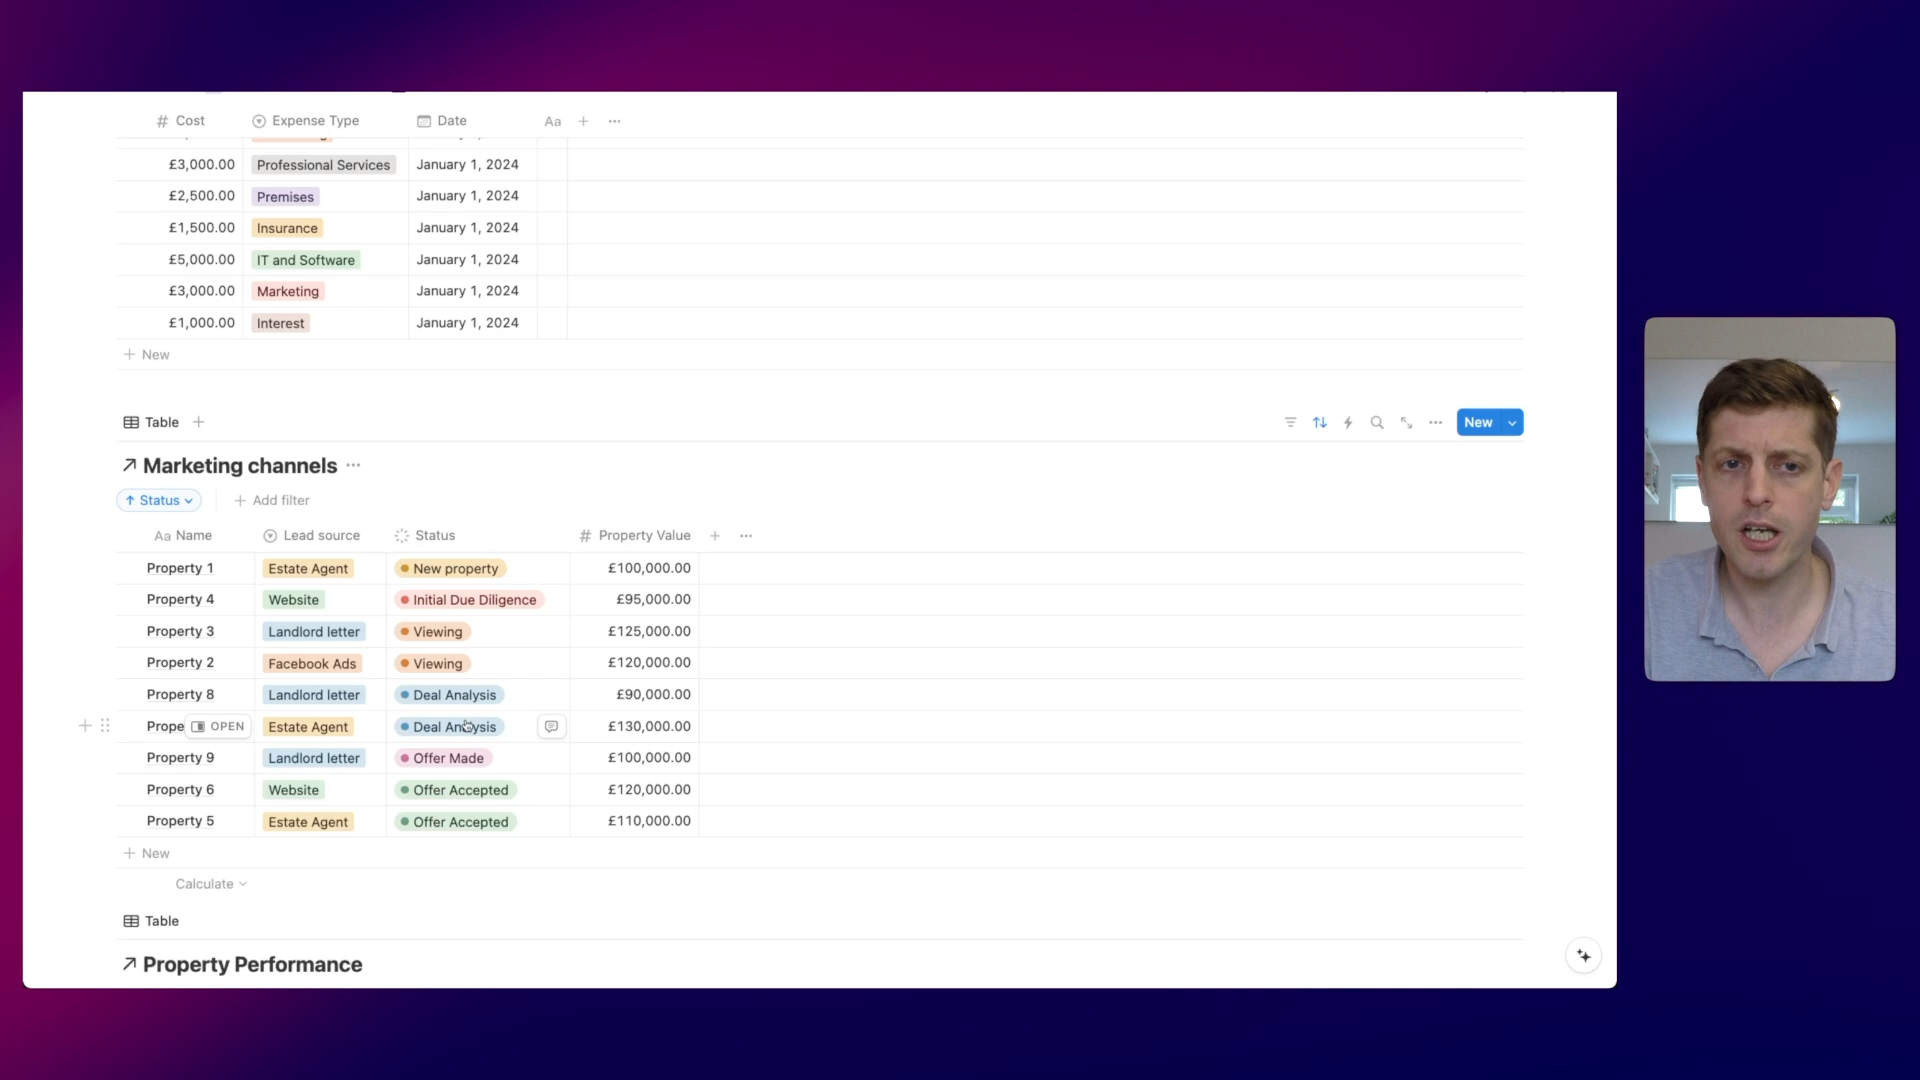 # Cost Expense Type Date Aa + ...
£3,000.00 Professional Services January 1, 2024
£2,500.00 Premises January 1, 2024
£1,500.00 Insurance January 1, 2024
£5,000.00 IT and Software January 1, 2024
£3,000.00 Marketing January 1, 2024
£1,000.00 Interest January 1, 2024
+ New
Table + ... New
Marketing channels ...
↑ Status + Add filter
Aa Name Lead source Status # Property Value + ...
Property 1 Estate Agent New property £100,000.00
Property 4 Website Initial Due Diligence £95,000.00
Property 3 Landlord letter Viewing £125,000.00
Property 2 Facebook Ads Viewing £120,000.00
Property 8 Landlord letter Deal Analysis £90,000.00
Prope OPEN Estate Agent Deal Analysis £130,000.00
Property 9 Landlord letter Offer Made £100,000.00
Property 6 Website Offer Accepted £120,000.00
Property 5 Estate Agent Offer Accepted £110,000.00
+ New
Calculate
Table
Property Performance